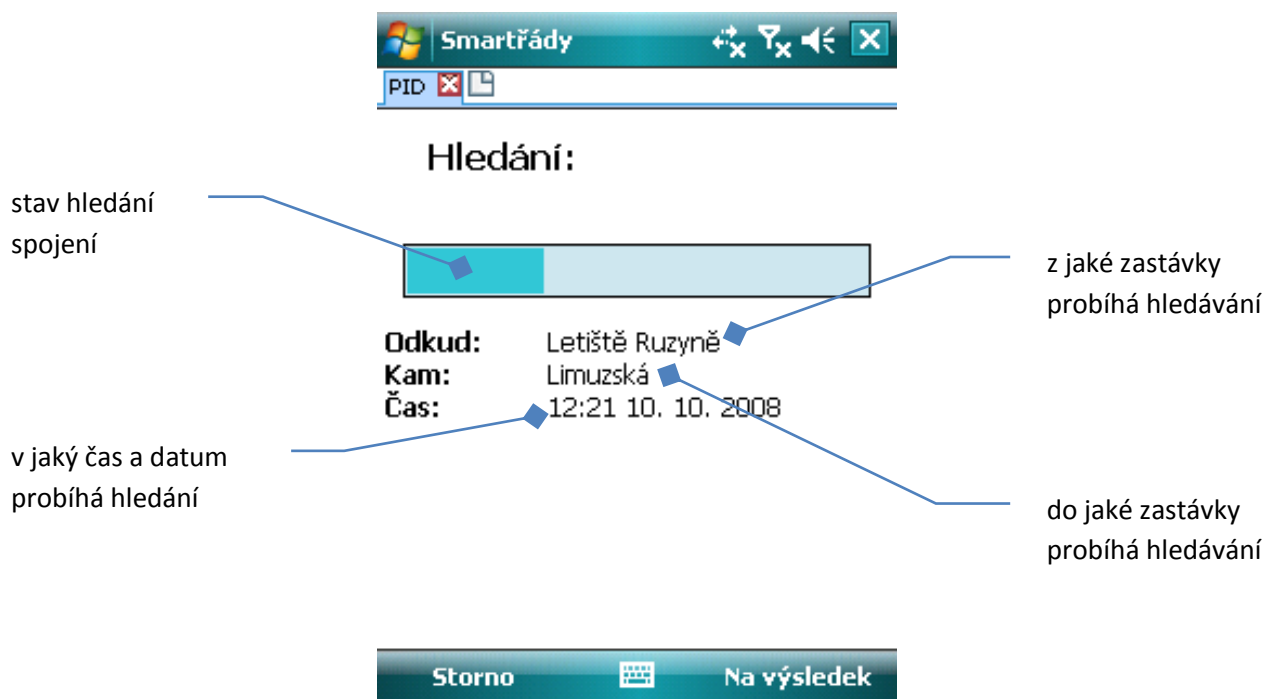 Smartřády
PID
Hledání:
stav hledání
spojení
z jaké zastávky
probíhá hledávání
Odkud: Letiště Ruzyně
Kam: Limuzská
Čas: 12:21 10. 10. 2008
v jaký čas a datum
probíhá hledání
do jaké zastávky
probíhá hledávání
Storno Na výsledek